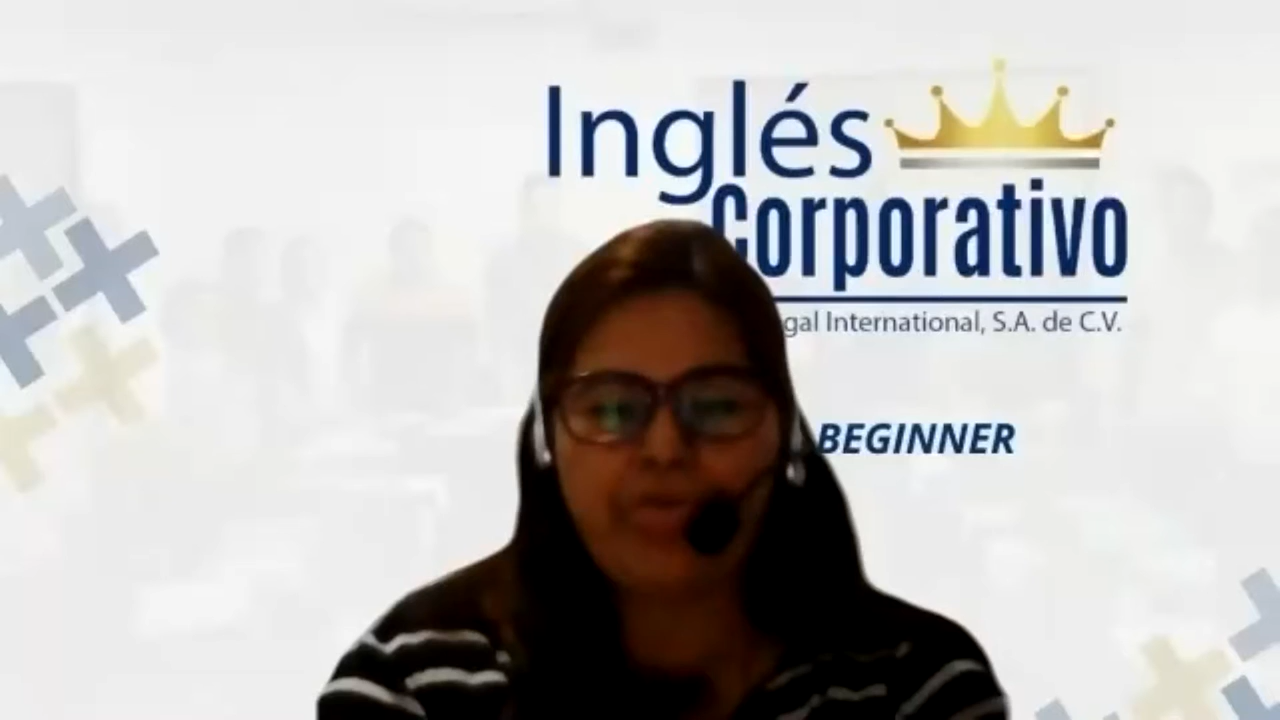 Inglés
Corporativo
International, S.A. de C.V.
BEGINNER